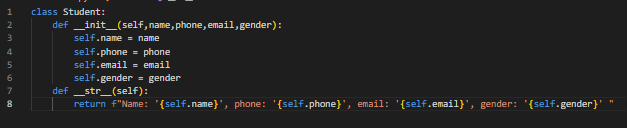 1 class Student:
2     def __init__(self,name,phone,email,gender):
3         self.name = name
4         self.phone = phone
5         self.email = email
6         self.gender = gender
7     def __str__(self):
8         return f"Name: '{self.name}', phone: '{self.phone}', email: '{self.email}', gender: '{self.gender}' "